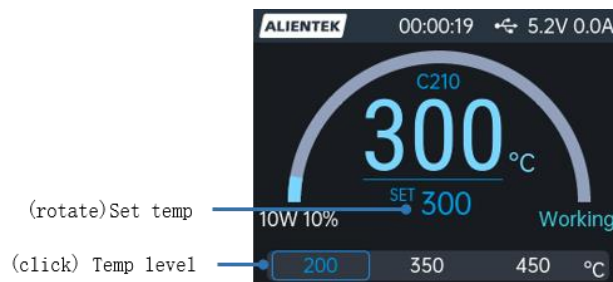 ALIENTEK 00:00:19 5.2V 0.0A
C210
300 °C
SET 300
(rotate)Set temp
10W 10% Working
(click) Temp level
200 350 450 °C